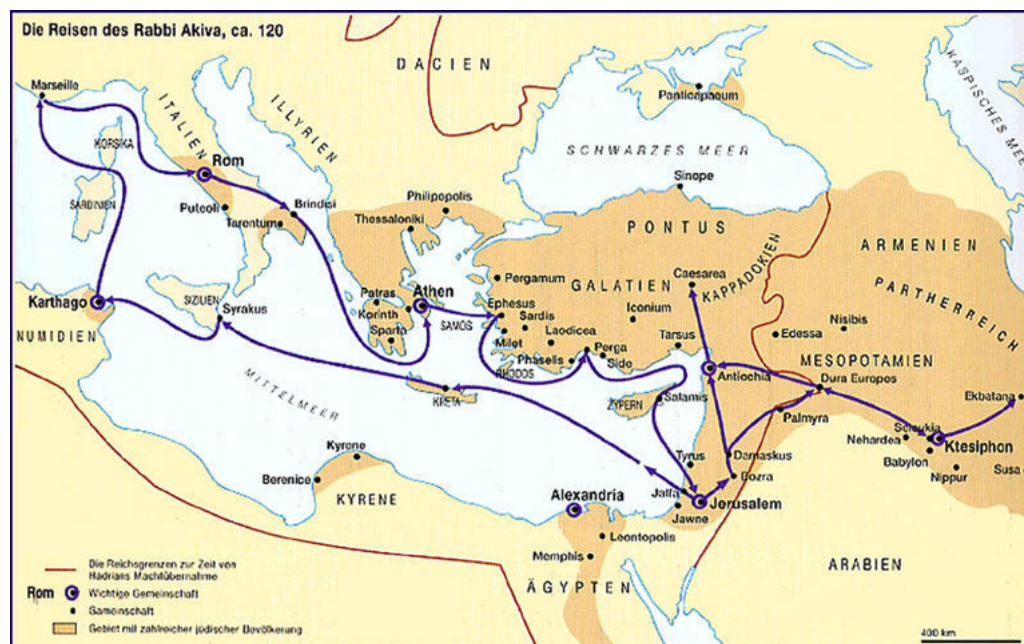 Die Reisen des Rabbi Akiva, ca. 120
DACIEN
Marseille
ITALIEN
ILLYRIEN
Panticapaoum
KASPISCHES MEER
KORSIKA
SCHWARZES MEER
Rom
Sinope
SARDINIEN
Puteoli
Brindisi
Tarentum
Philipopolis
Thessaloniki
PONTUS
ARMENIEN
Pergamum
Caesarea
KAPPADOKIEN
GALATIEN
PARTHERREICH
Karthago
SIZILIEN
Syrakus
Patras
Athen
Ephesus
Korinth
SAMOS
Sardis
Iconium
Nisibis
NUMIDIEN
Sparta
Milet
Laodicea
Tarsus
Edessa
Perga
MESOPOTAMIEN
RHODOS
Phaselis
Side
Antiochia
Dura Europos
MITTELMEER
KRETA
ZYPERN
Salamis
Ekbatana
Palmyra
Seleukia
Nehardea
Ktesiphon
Kyrene
Tyrus
Damaskus
Babylon
Berenice
Bozra
Nippur
Susa
KYRENE
Alexandria
Jaffa
Jerusalem
Jawne
Leontopolis
Memphis
ÄGYPTEN
ARABIEN
Die Reichsgrenzen zur Zeit von
Hadrians Machtübernahme
Rom Wichtige Gemeinschaft
Gameinschaft
Gebiet mit zahlreicher jüdischer Bevölkerung
400 km